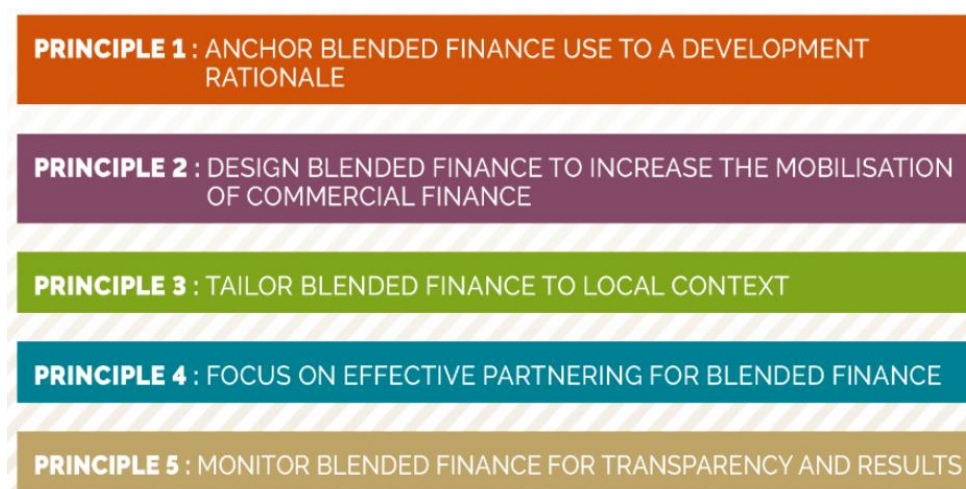 PRINCIPLE 1 : ANCHOR BLENDED FINANCE USE TO A DEVELOPMENT
RATIONALE
PRINCIPLE 2 : DESIGN BLENDED FINANCE TO INCREASE THE MOBILISATION
OF COMMERCIAL FINANCE
PRINCIPLE 3 : TAILOR BLENDED FINANCE TO LOCAL CONTEXT
PRINCIPLE 4 : FOCUS ON EFFECTIVE PARTNERING FOR BLENDED FINANCE
PRINCIPLE 5 : MONITOR BLENDED FINANCE FOR TRANSPARENCY AND RESULTS